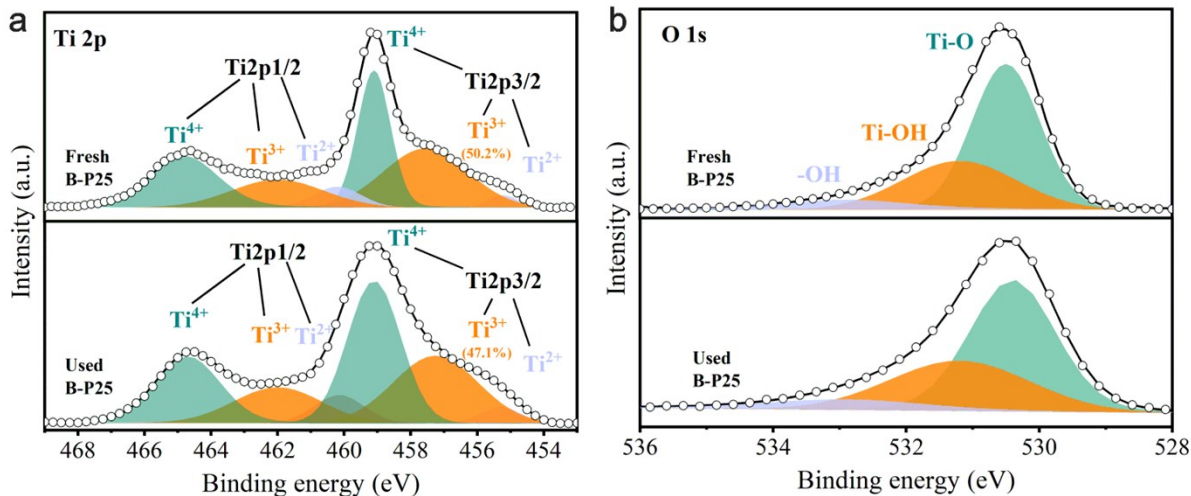 a
Ti 2p
Ti⁴⁺
Ti2p1/2
Ti2p3/2
Ti⁴⁺
Ti³⁺
Ti²⁺
Ti³⁺
(50.2%)
Ti²⁺
Fresh
B-P25
Ti⁴⁺
Ti2p1/2
Ti2p3/2
Ti⁴⁺
Ti³⁺
Ti²⁺
Ti³⁺
(47.1%)
Ti²⁺
Used
B-P25
Intensity (a.u.)
468 466 464 462 460 458 456 454
Binding energy (eV)
b
O 1s
Ti-O
Ti-OH
-OH
Fresh
B-P25
Used
B-P25
Intensity (a.u.)
536 534 532 530 528
Binding energy (eV)